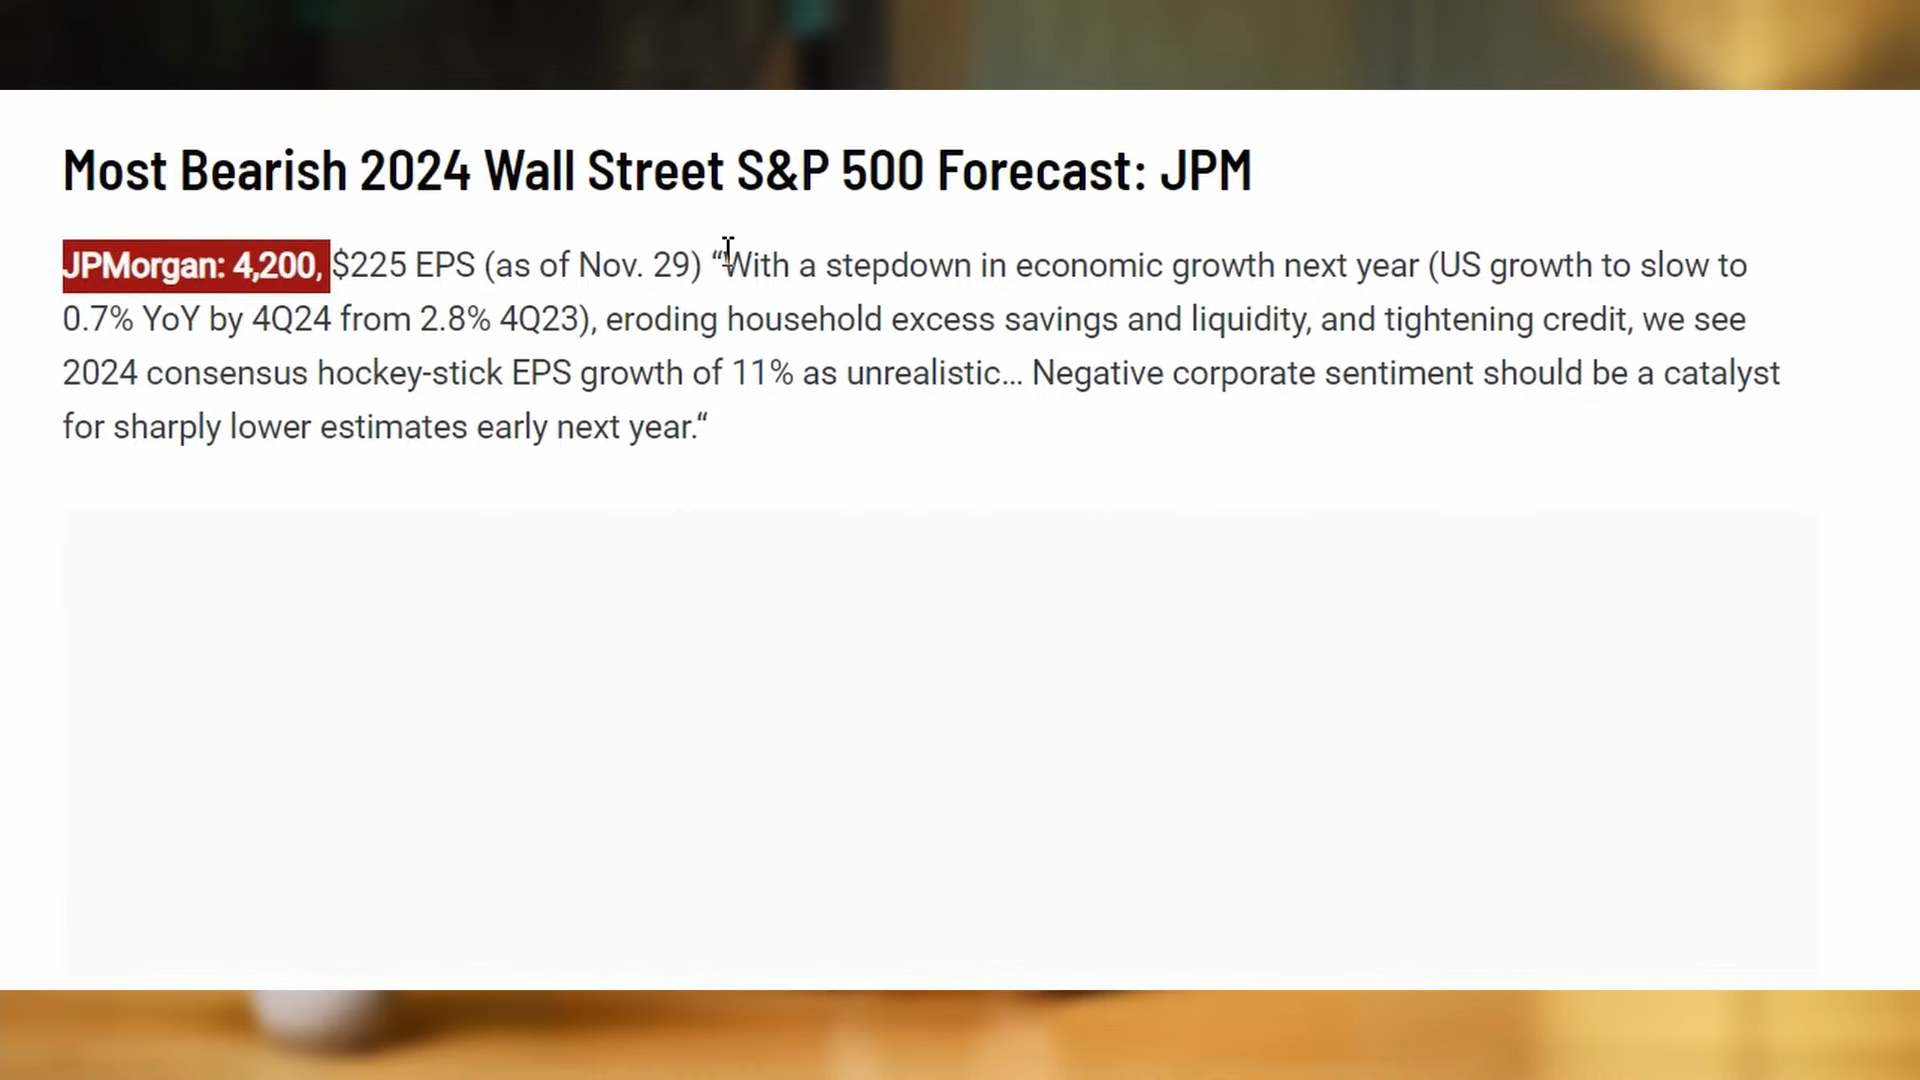 Most Bearish 2024 Wall Street S&P 500 Forecast: JPM
JPMorgan: 4,200, $225 EPS (as of Nov. 29) “With a stepdown in economic growth next year (US growth to slow to
0.7% YoY by 4Q24 from 2.8% 4Q23), eroding household excess savings and liquidity, and tightening credit, we see
2024 consensus hockey-stick EPS growth of 11% as unrealistic… Negative corporate sentiment should be a catalyst
for sharply lower estimates early next year.“